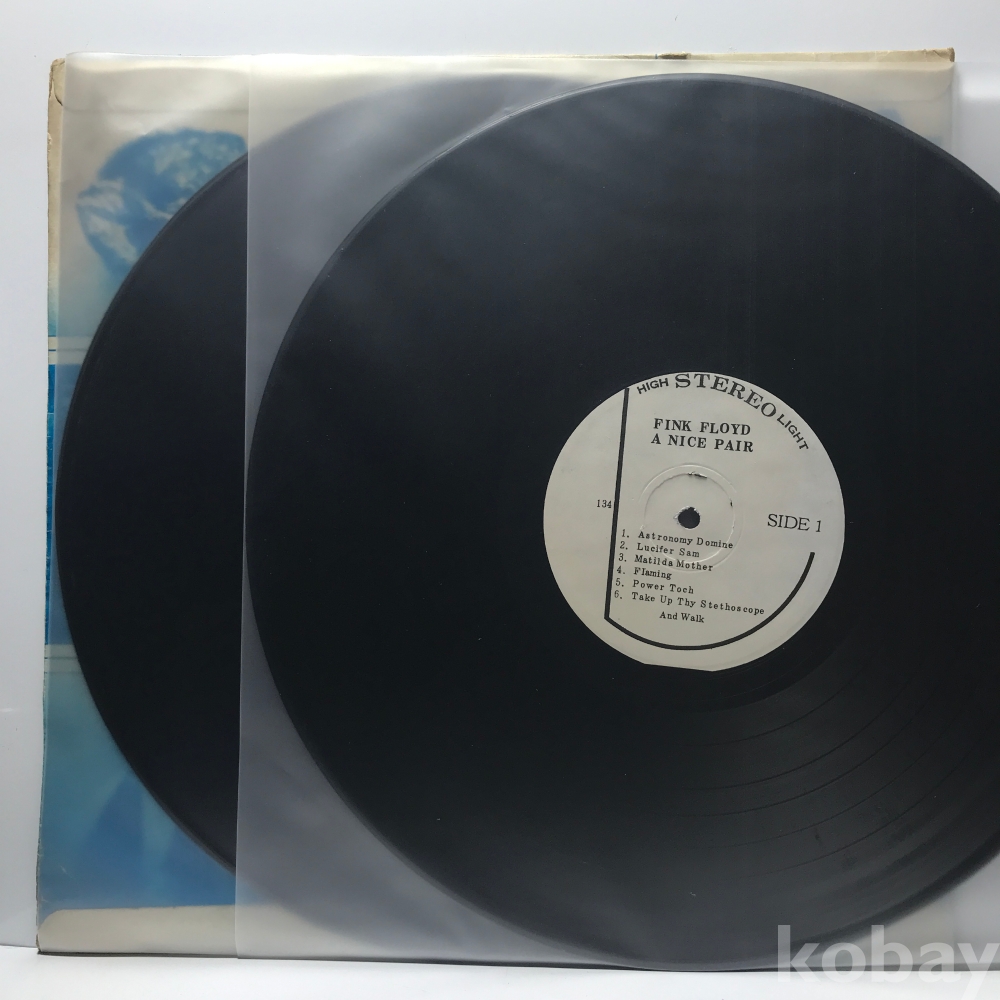 HIGH STEREO LIGHT
FINK FLOYD
A NICE PAIR
134
SIDE 1
1. Astronomy Domine
2. Lucifer Sam
3. Matilda Mother
4. Flaming
5. Power Toch
6. Take Up Thy Stethoscope
And Walk
kobay